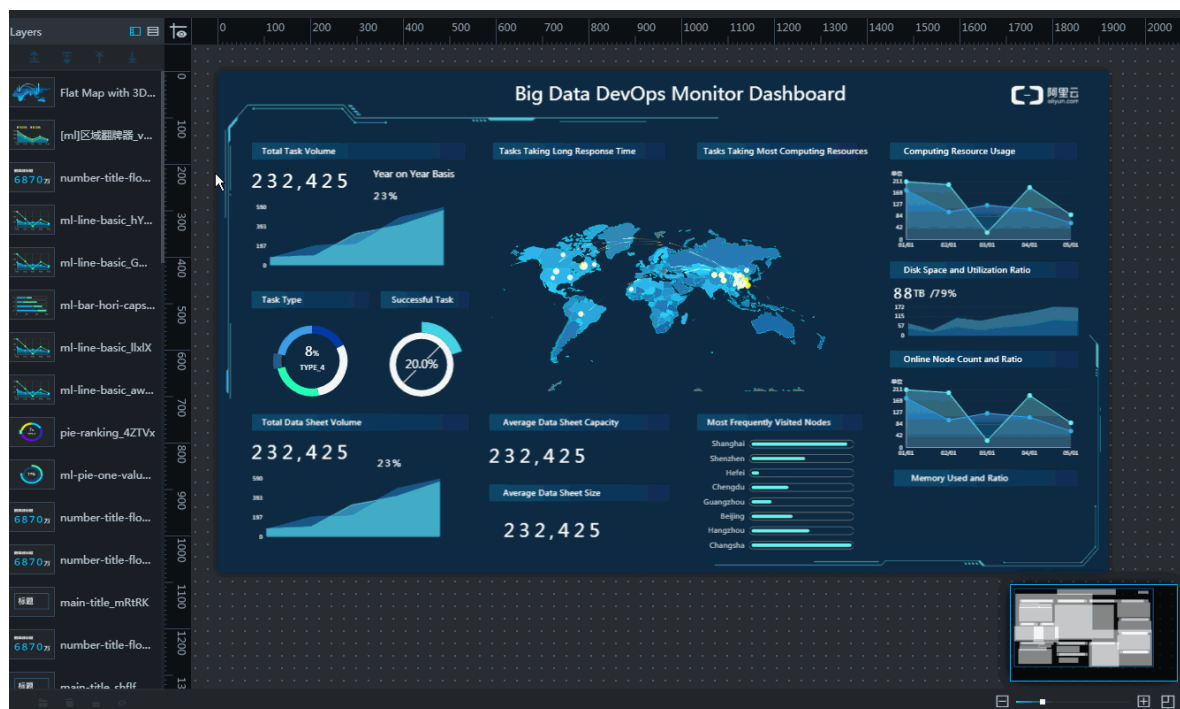 Layers
0 100 200 300 400 500 600 700 800 900 1000 1100 1200 1300 1400 1500 1600 1700 1800 1900 2000
Flat Map with 3D...
[ml]区域翻牌器_v...
6870万
number-title-flo...
ml-line-basic_hY...
ml-line-basic_G...
ml-bar-hori-caps...
ml-line-basic_llxlX
ml-line-basic_aw...
pie-ranking_4ZTVx
ml-pie-one-valu...
6870万
number-title-flo...
6870万
number-title-flo...
标题
main-title_mRtRK
6870万
number-title-flo...
标题
main-title_shflf
0
100
200
300
400
500
600
700
800
900
1000
1100
1200
13
Big Data DevOps Monitor Dashboard
阿里云
aliyun.com
Total Task Volume
232,425
Year on Year Basis
23%
590
393
197
0
Task Type
Successful Task
8%
TYPE_4
20.0%
Total Data Sheet Volume
232,425
23%
590
393
197
0
Tasks Taking Long Response Time
Tasks Taking Most Computing Resources
Average Data Sheet Capacity
232,425
Average Data Sheet Size
232,425
Most Frequently Visited Nodes
Shanghai
Shenzhen
Hefei
Chengdu
Guangzhou
Beijing
Hangzhou
Changsha
Computing Resource Usage
单位
211
169
127
84
42
0
01/01 02/01 03/01 04/01 05/01
Disk Space and Utilization Ratio
88TB /79%
172
115
57
0
Online Node Count and Ratio
单位
211
169
127
84
42
0
01/01 02/01 03/01 04/01 05/01
Memory Used and Ratio